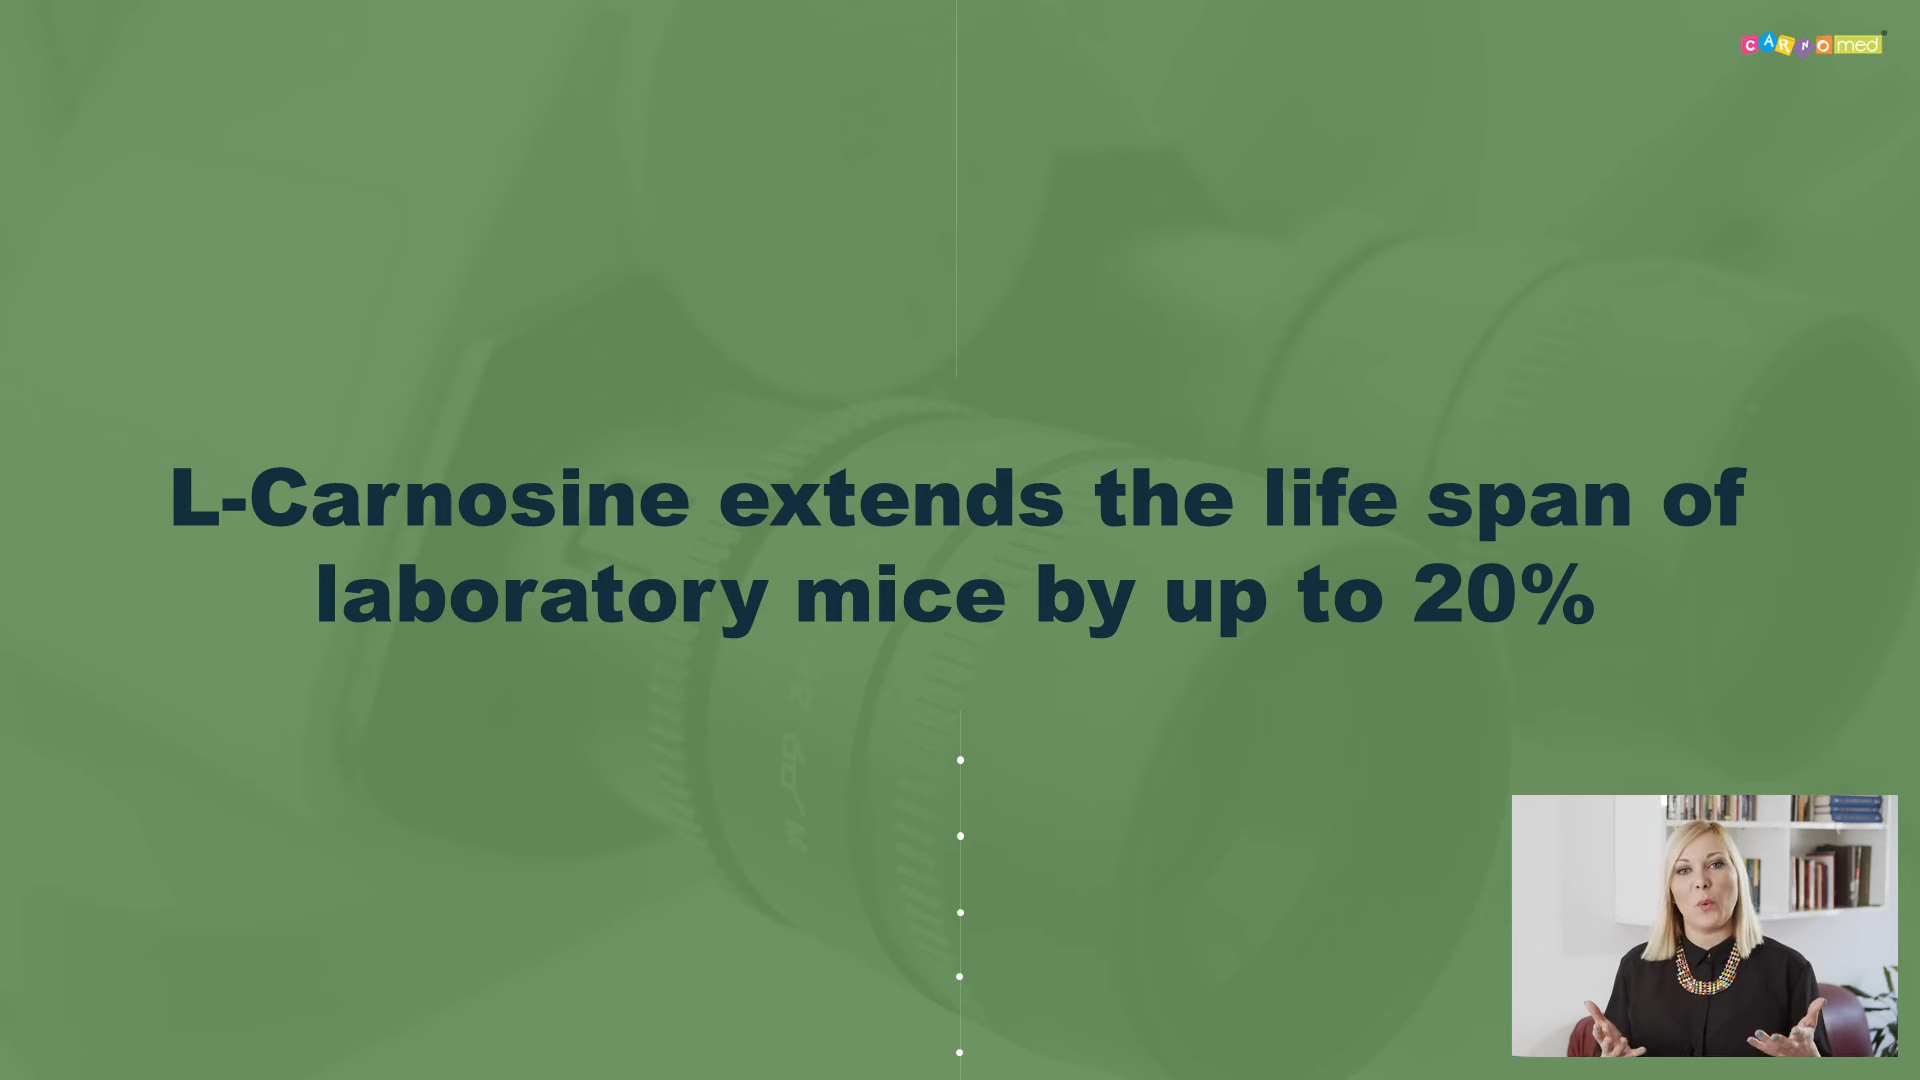 CARNOmed®
L-Carnosine extends the life span of
laboratory mice by up to 20%